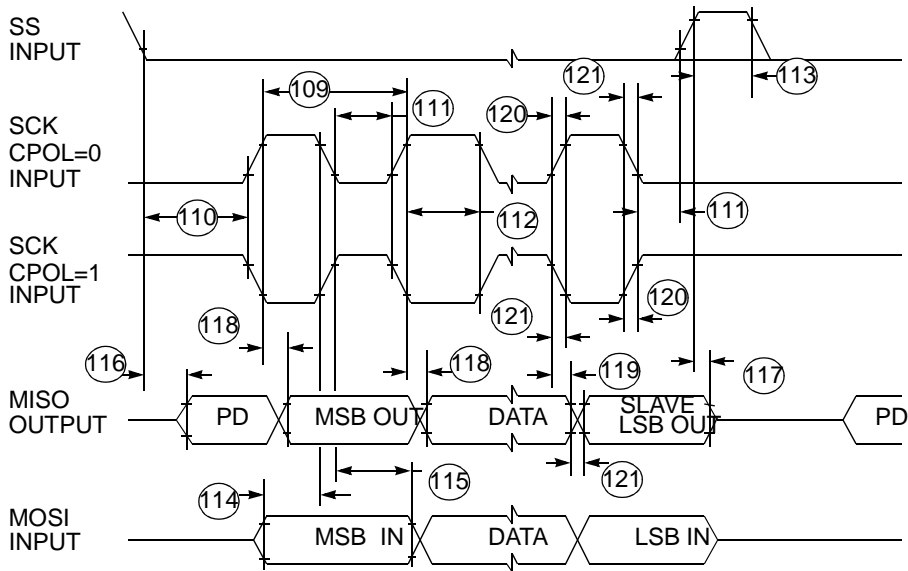 SS
INPUT
121
113
109
111
120
SCK
CPOL=0
INPUT
110
112
111
SCK
CPOL=1
INPUT
118
121
120
116
118
119
117
MISO
OUTPUT
PD
MSB OUT
DATA
SLAVE
LSB OUT
PD
114
115
121
MOSI
INPUT
MSB IN
DATA
LSB IN